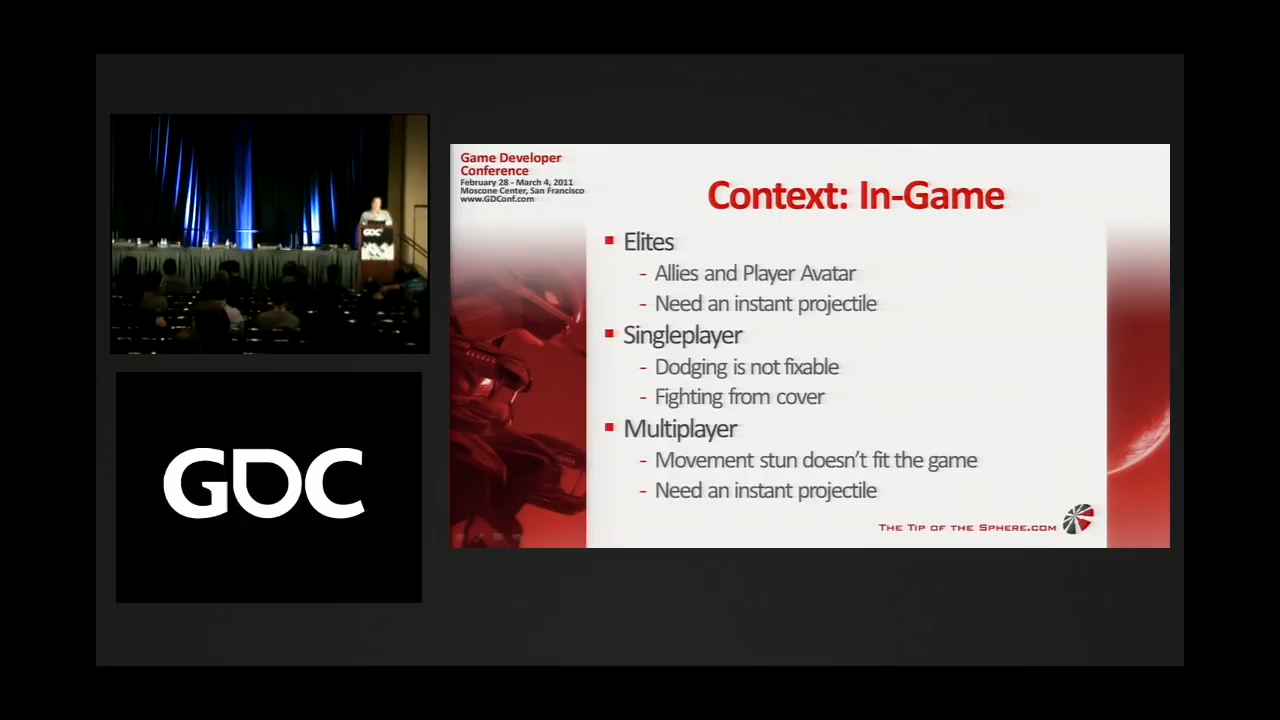 GDC
GDC
Game Developer
Conference
February 28 - March 4, 2011
Moscone Center, San Francisco
www.GDConf.com
Context: In-Game
Elites
- Allies and Player Avatar
- Need an instant projectile
Singleplayer
- Dodging is not fixable
- Fighting from cover
Multiplayer
- Movement stun doesn't fit the game
- Need an instant projectile
The Tip of the Sphere.com